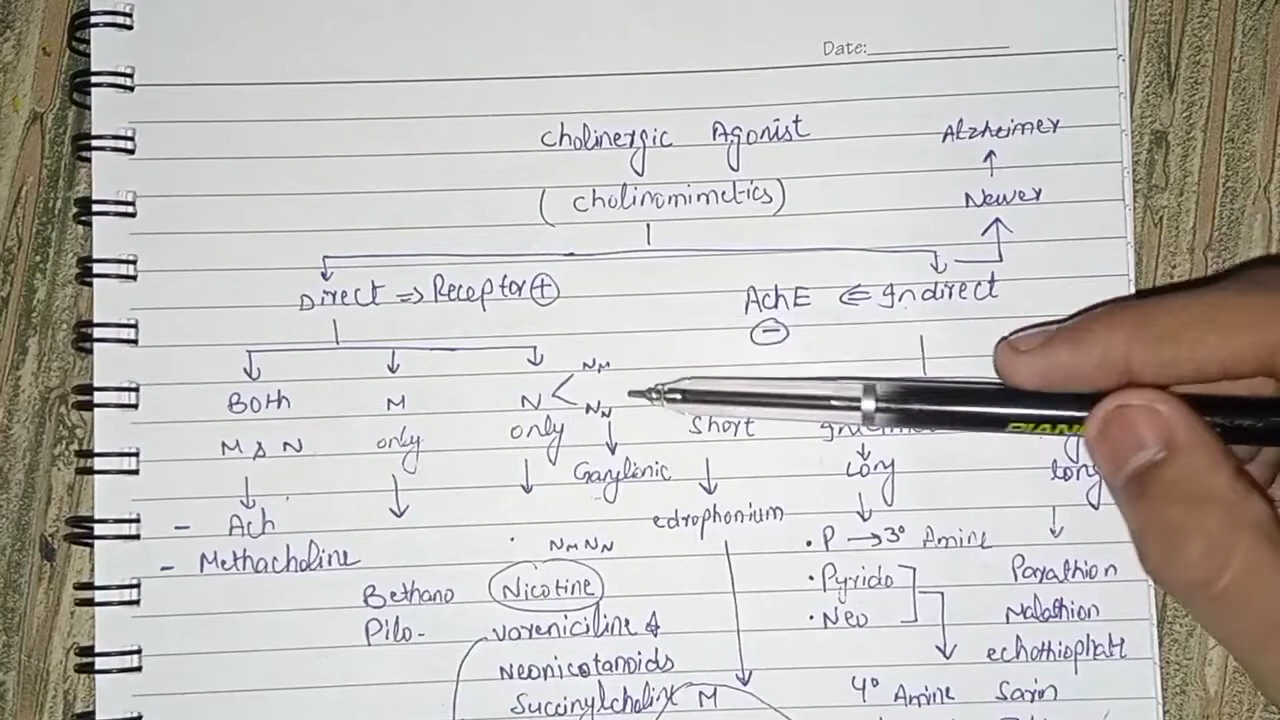 Date:
Cholinergic Agonist
Alzheimer
(cholinomimetics)
Newer
Direct ⇒ Receptor ⊕
AchE ⇐ Indirect
⊖
Both M & N
M only
N only
NM
NN
Ganglionic
Short
long
long
Ach
Methacholine
edrophonium
NM NN
• P → 3° Amine
Parathion
Bethano
Nicotine
• Pyrido
Malathion
Pilo-
vareniciline &
• Neo
echothiophate
Neonicotanoids
Succinylcholine
M
4° Amine
Sarin